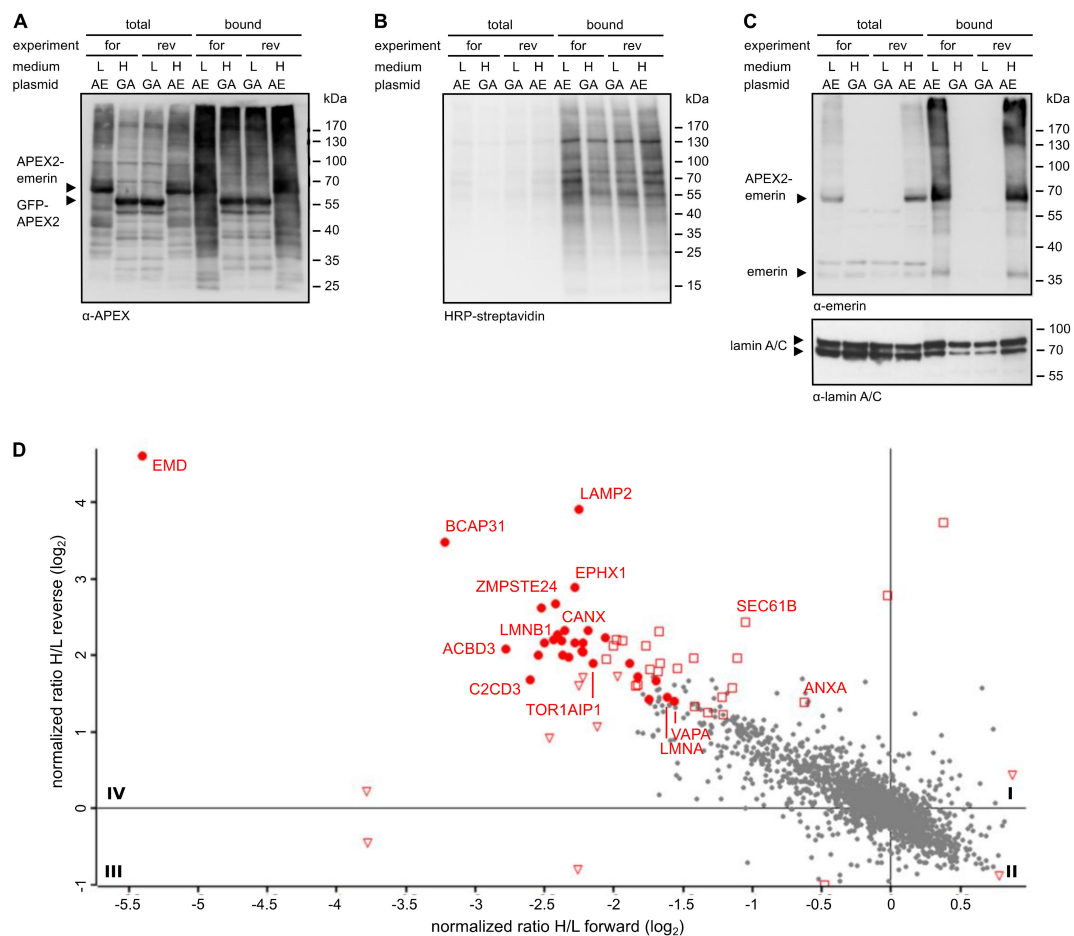 A
total bound
experiment for rev for rev
medium L H L H L H L H
plasmid AE GA GA AE AE GA GA AE
kDa
170
130
100
70
55
40
35
25
APEX2-
emerin
GFP-
APEX2
α-APEX
B
total bound
experiment for rev for rev
medium L H L H L H L H
plasmid AE GA GA AE AE GA GA AE
kDa
170
130
100
70
55
40
35
25
15
HRP-streptavidin
C
total bound
experiment for rev for rev
medium L H L H L H L H
plasmid AE GA GA AE AE GA GA AE
kDa
170
130
100
70
55
40
35
APEX2-
emerin
emerin
α-emerin
lamin A/C
100
70
55
α-lamin A/C
D
EMD
LAMP2
BCAP31
EPHX1
ZMPSTE24
CANX
SEC61B
LMNB1
ACBD3
C2CD3
ANXA
TOR1AIP1
VAPA
LMNA
IV
I
III
II
4
3
2
1
0
-1
normalized ratio H/L reverse (log2)
-5.5 -5 -4.5 -4 -3.5 -3 -2.5 -2 -1.5 -1 -0.5 0 0.5
normalized ratio H/L forward (log2)